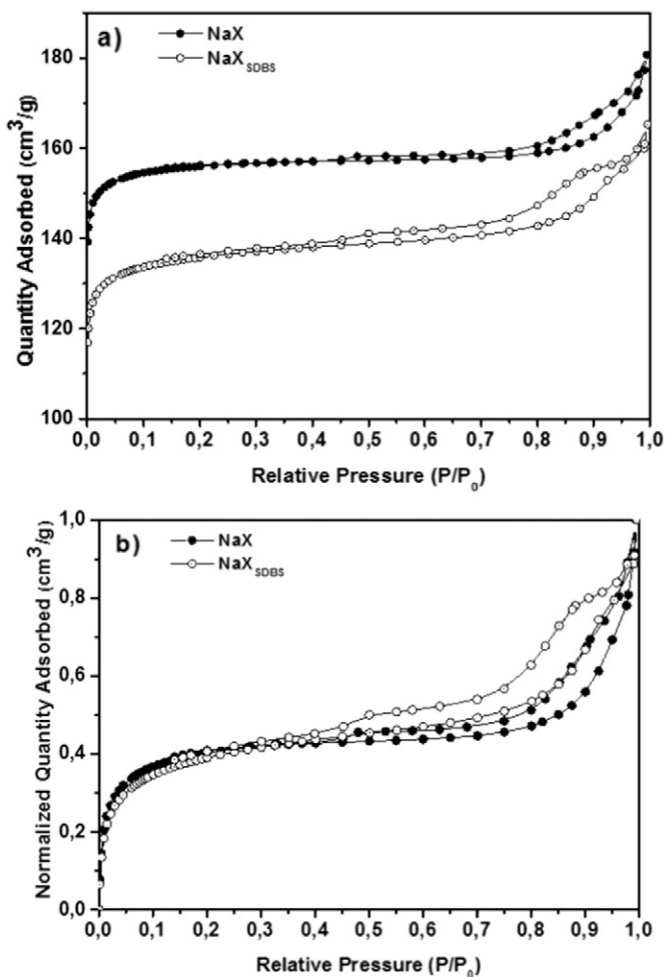 a)
NaX
NaX SDBS
Quantity Adsorbed (cm³/g)
180
160
140
120
100
0,0 0,1 0,2 0,3 0,4 0,5 0,6 0,7 0,8 0,9 1,0
Relative Pressure (P/P₀)
b)
NaX
NaX SDBS
Normalized Quantity Adsorbed (cm³/g)
1,0
0,8
0,6
0,4
0,2
0,0
0,0 0,1 0,2 0,3 0,4 0,5 0,6 0,7 0,8 0,9 1,0
Relative Pressure (P/P₀)